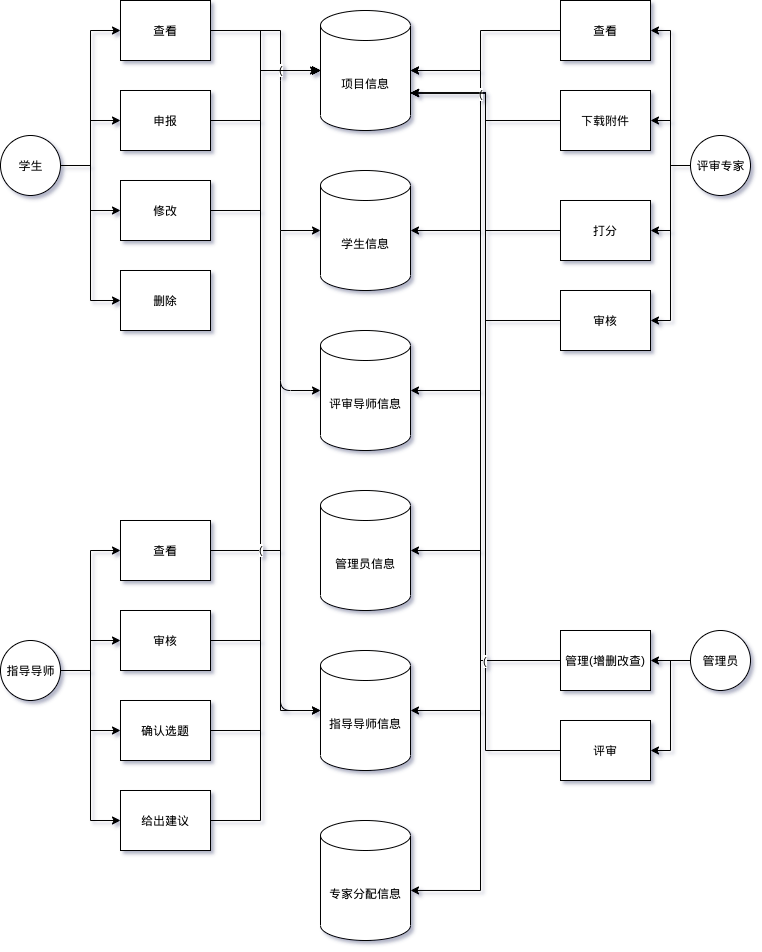 查看
项目信息
查看
申报
下载附件
学生
评审专家
修改
学生信息
打分
删除
审核
评审导师信息
查看
管理员信息
审核
指导导师
管理(增删改查)
管理员
确认选题
指导导师信息
评审
给出建议
专家分配信息